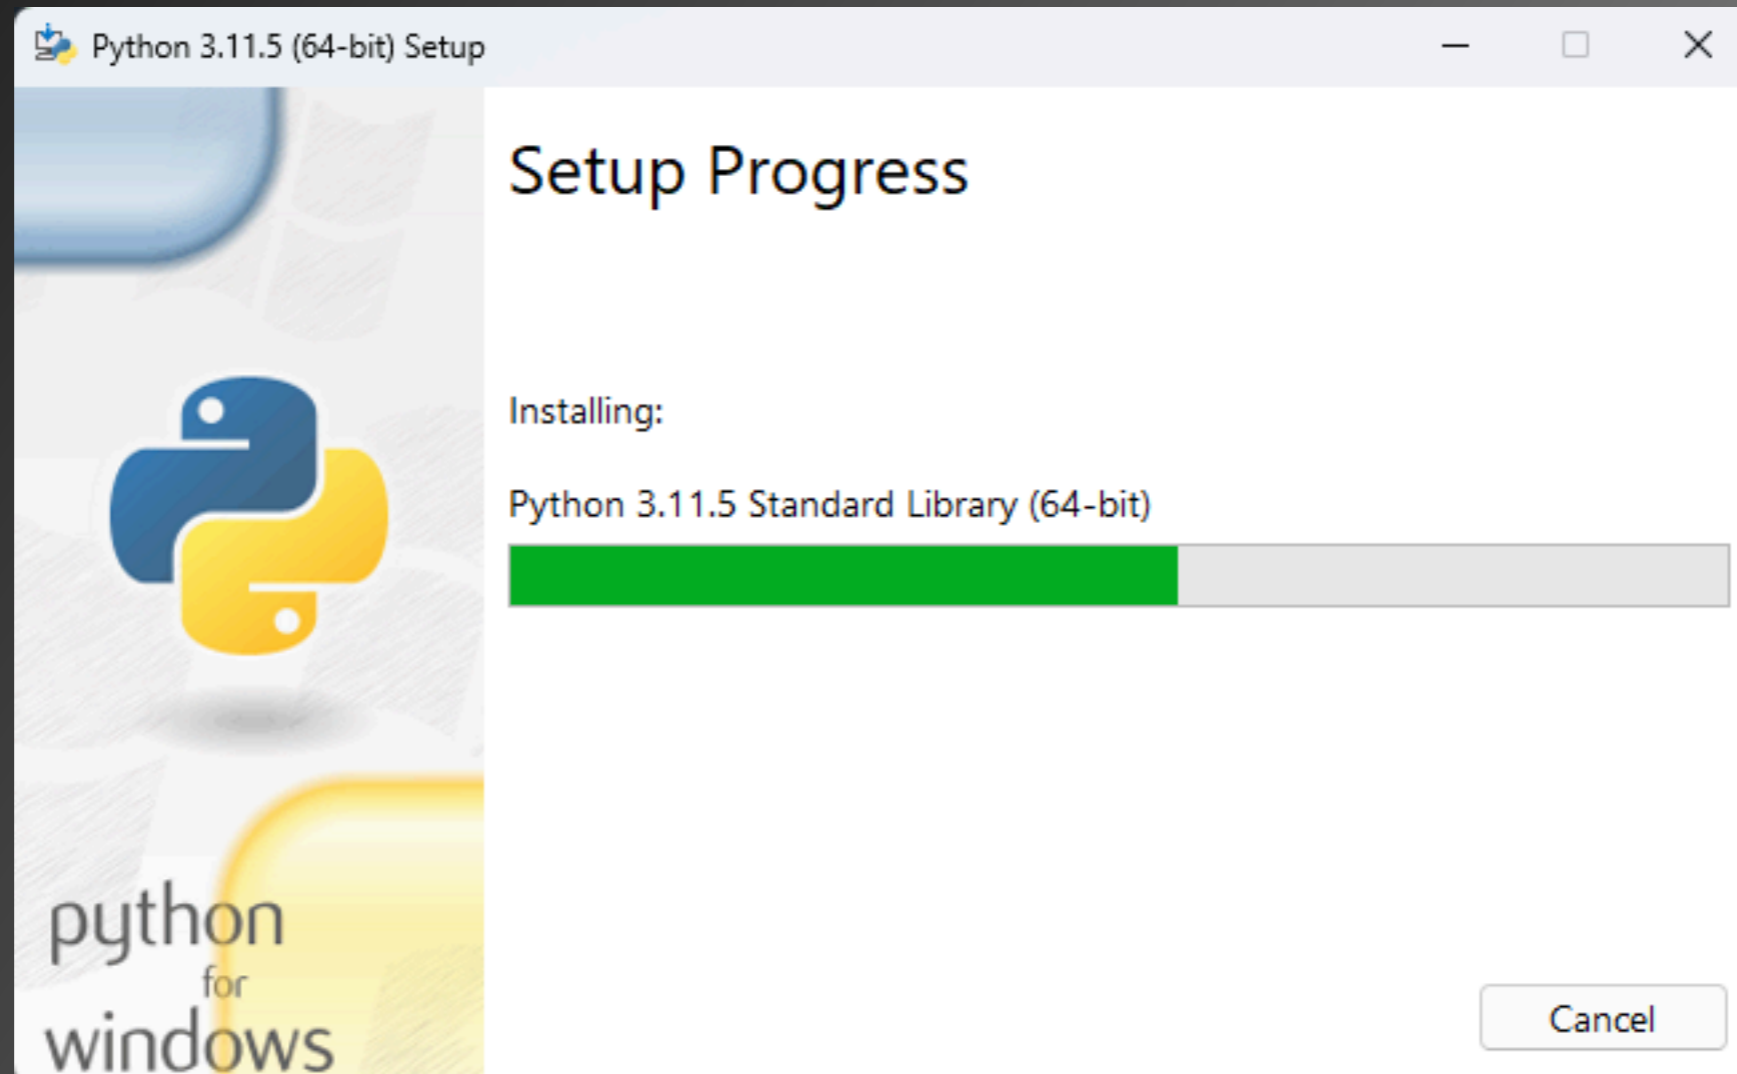 Python 3.11.5 (64-bit) Setup
Setup Progress
Installing:
Python 3.11.5 Standard Library (64-bit)
python
for
windows
Cancel